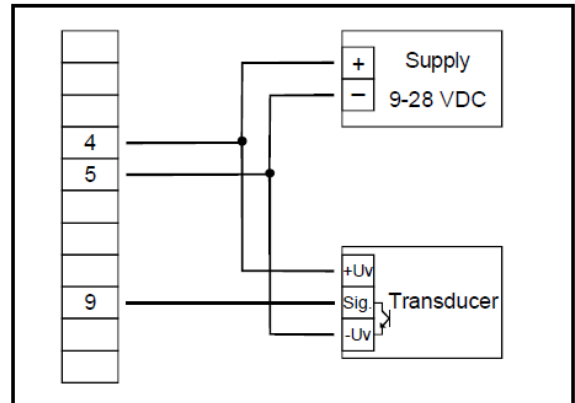 +
Supply
−
9-28 VDC
4
5
+Uv
9
Sig.
Transducer
-Uv